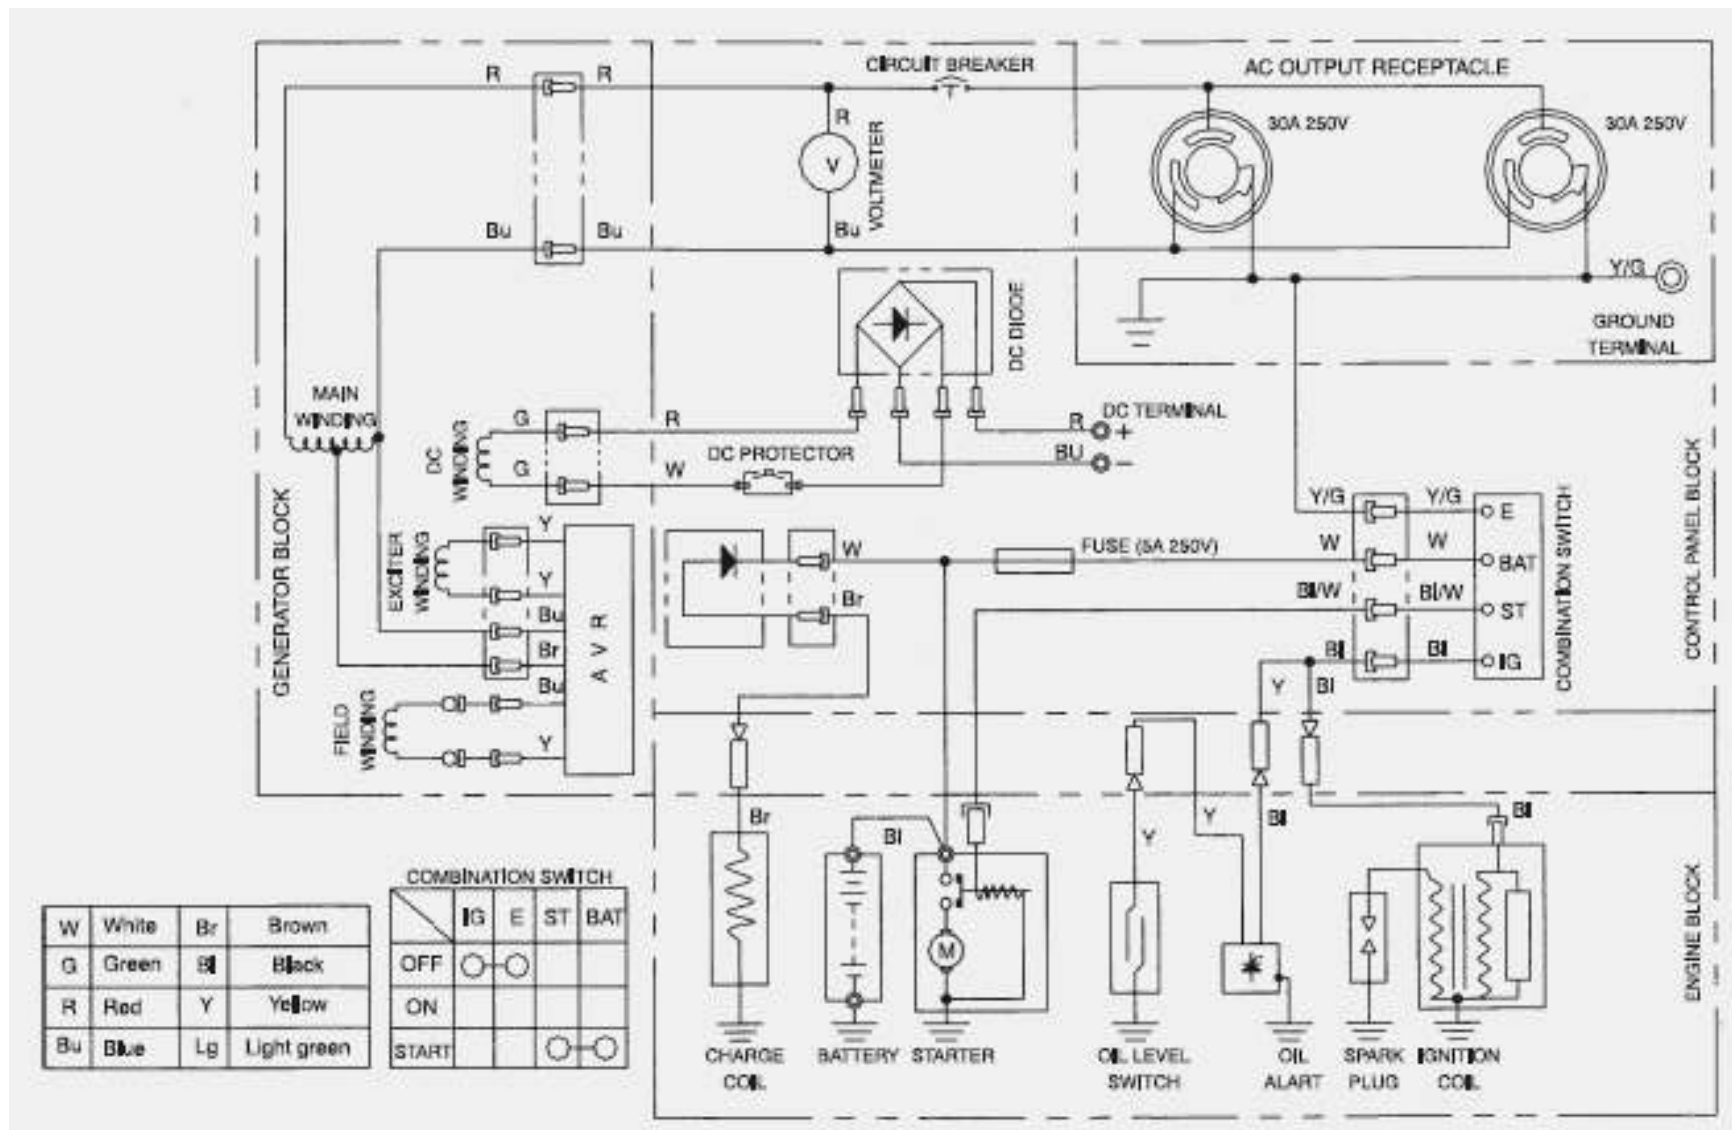 CIRCUIT BREAKER
AC OUTPUT RECEPTACLE
R
R
R
30A 250V
30A 250V
V
VOLTMETER
Bu
Bu
Bu
Y/G
GROUND
TERMINAL
DC DIODE
MAIN
WINDING
G
R
R
DC TERMINAL
+
DC
WINDING
G
W
DC PROTECTOR
BU
−
GENERATOR BLOCK
CONTROL PANEL BLOCK
Y/G
Y/G
E
COMBINATION SWITCH
EXCITER
WINDING
Y
W
FUSE (5A 250V)
W
W
BAT
Y
Br
Bl/W
Bl/W
ST
Bu
Br
A V R
Bl
Bl
IG
Bu
Y
Bl
FIELD
WINDING
Y
Br
Bl
Y
Y
Bl
Bl
M
ENGINE BLOCK
CHARGE
COIL
BATTERY
STARTER
OIL LEVEL
SWITCH
OIL
ALART
SPARK
PLUG
IGNITION
COIL
W White Br Brown
G Green Bl Black
R Red Y Yellow
Bu Blue Lg Light green
COMBINATION SWITCH
IG E ST BAT
OFF
ON
START